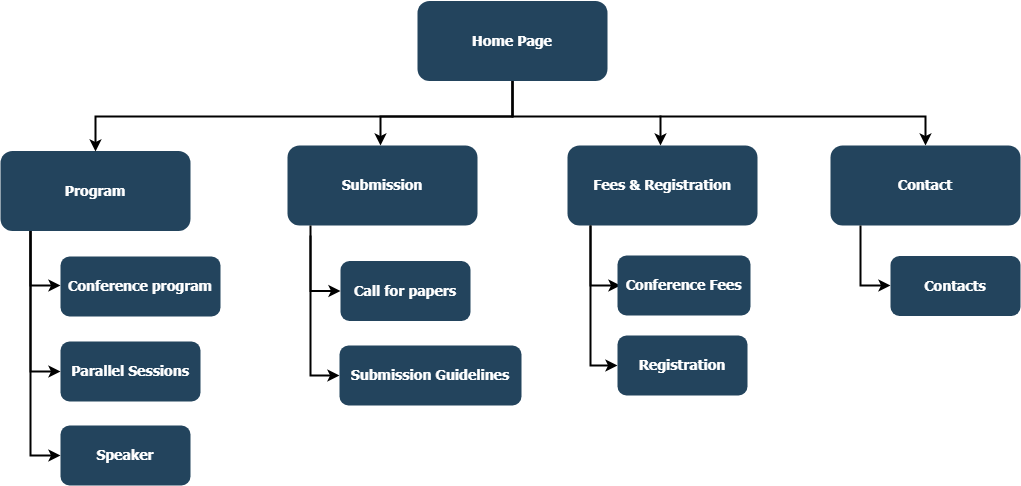 Home Page
Program
Submission
Fees & Registration
Contact
Conference program
Call for papers
Conference Fees
Contacts
Parallel Sessions
Submission Guidelines
Registration
Speaker